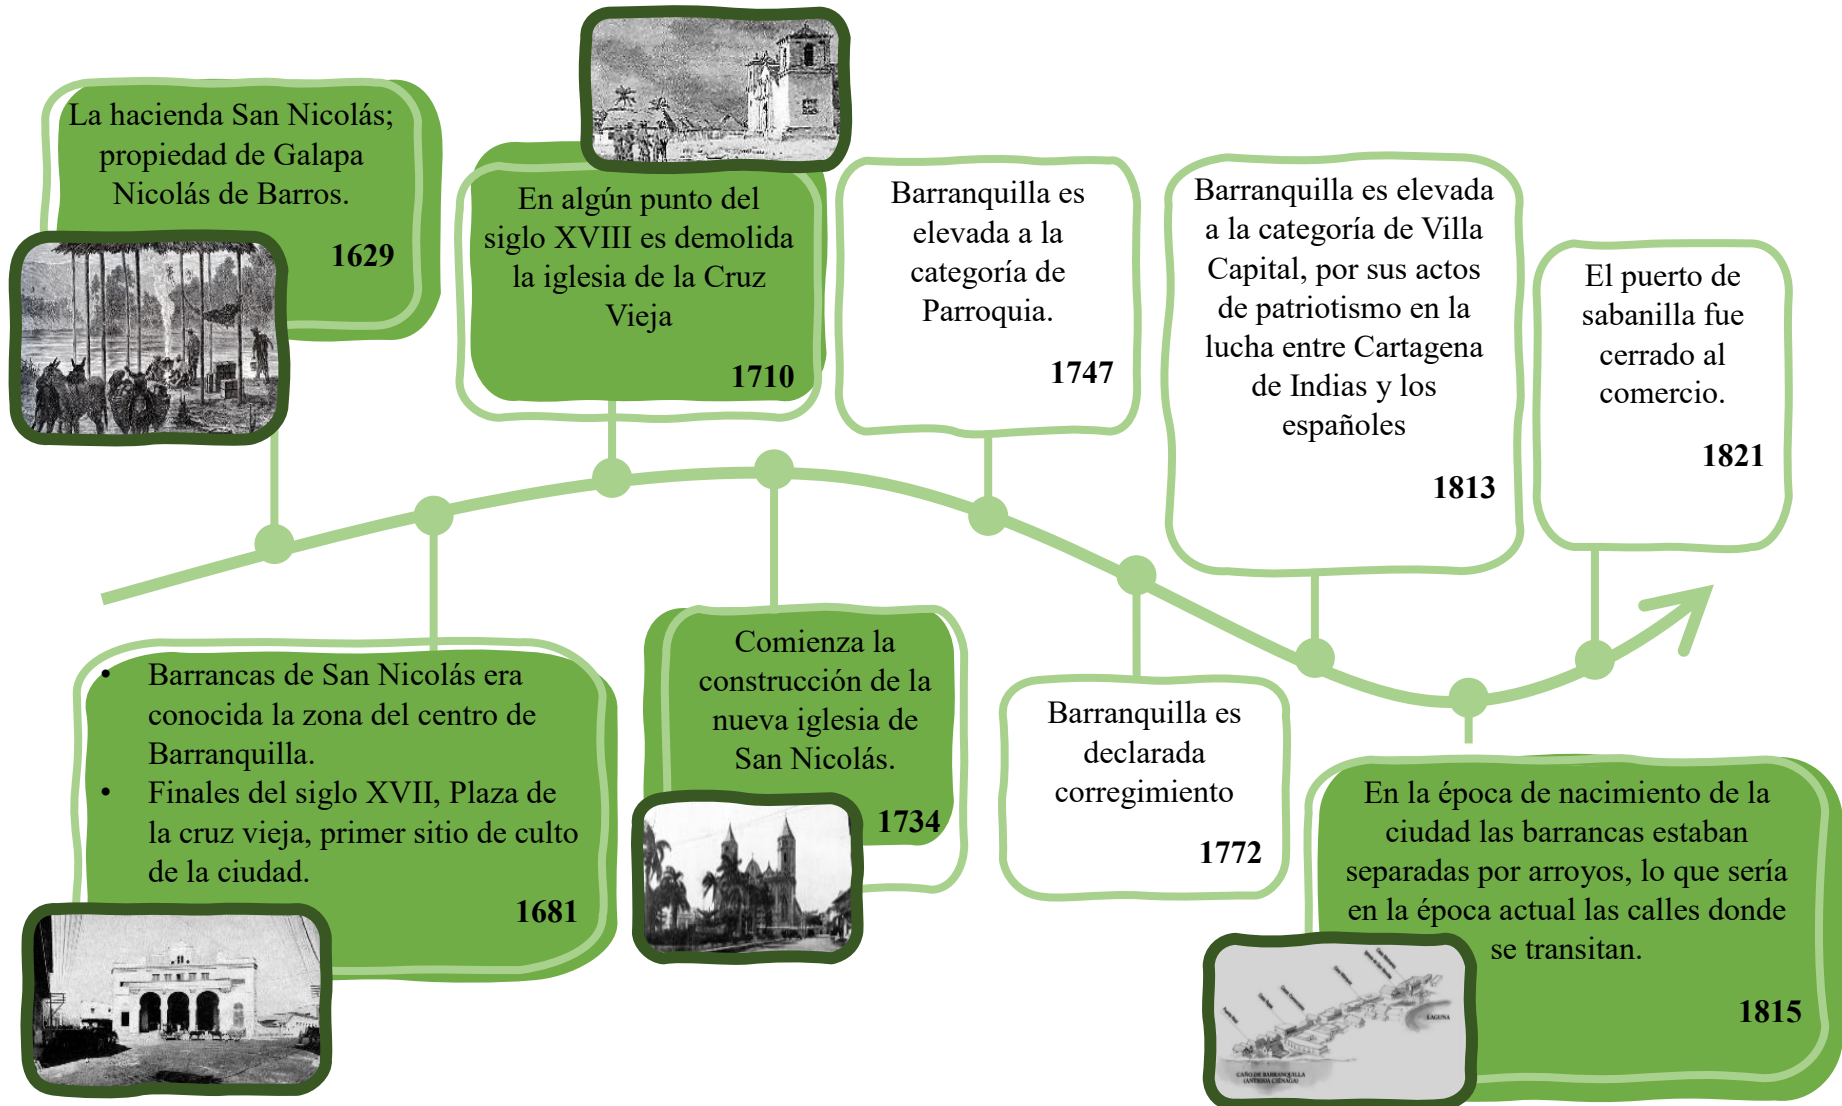 La hacienda San Nicolás;
propiedad de Galapa
Nicolás de Barros.
1629
• Barrancas de San Nicolás era
conocida la zona del centro de
Barranquilla.
• Finales del siglo XVII, Plaza de
la cruz vieja, primer sitio de culto
de la ciudad.
1681
En algún punto del
siglo XVIII es demolida
la iglesia de la Cruz
Vieja
1710
Comienza la
construcción de la
nueva iglesia de
San Nicolás.
1734
Barranquilla es
elevada a la
categoría de
Parroquia.
1747
Barranquilla es
declarada
corregimiento
1772
Barranquilla es elevada
a la categoría de Villa
Capital, por sus actos
de patriotismo en la
lucha entre Cartagena
de Indias y los
españoles
1813
En la época de nacimiento de la
ciudad las barrancas estaban
separadas por arroyos, lo que sería
en la época actual las calles donde
se transitan.
1815
LAGUNA
CAÑO DE BARRANQUILLA
(ANTIGUA CIÉNAGA)
El puerto de
sabanilla fue
cerrado al
comercio.
1821